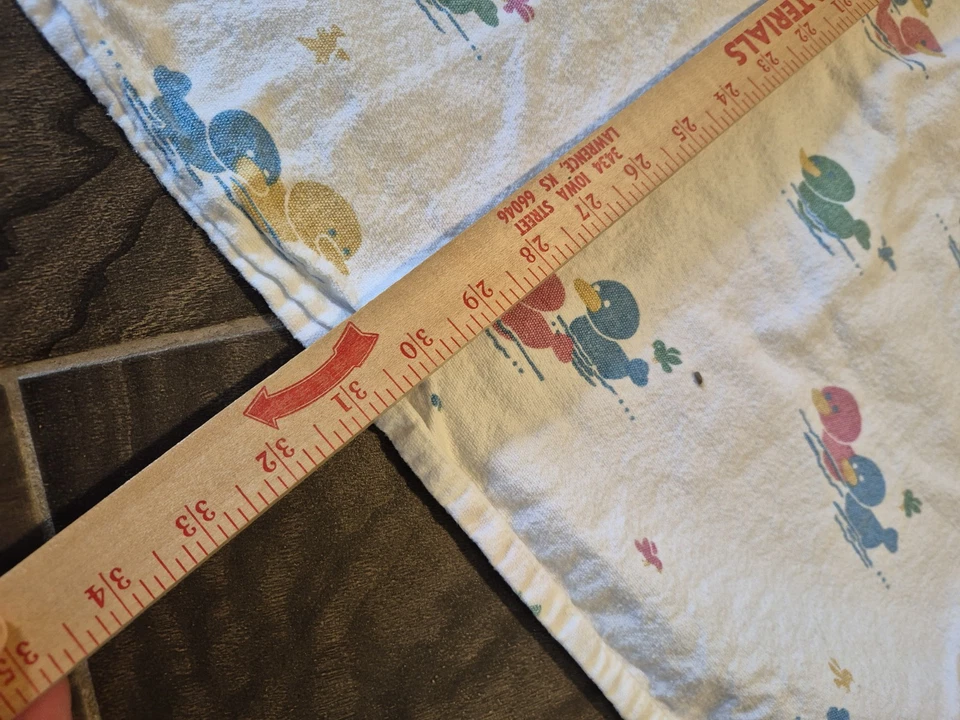 21 22 23 24 25 26 27 28 29 30 31 32 33 34 35
TERIALS
3434 IOWA STREET
LAWRENCE, KS 66046